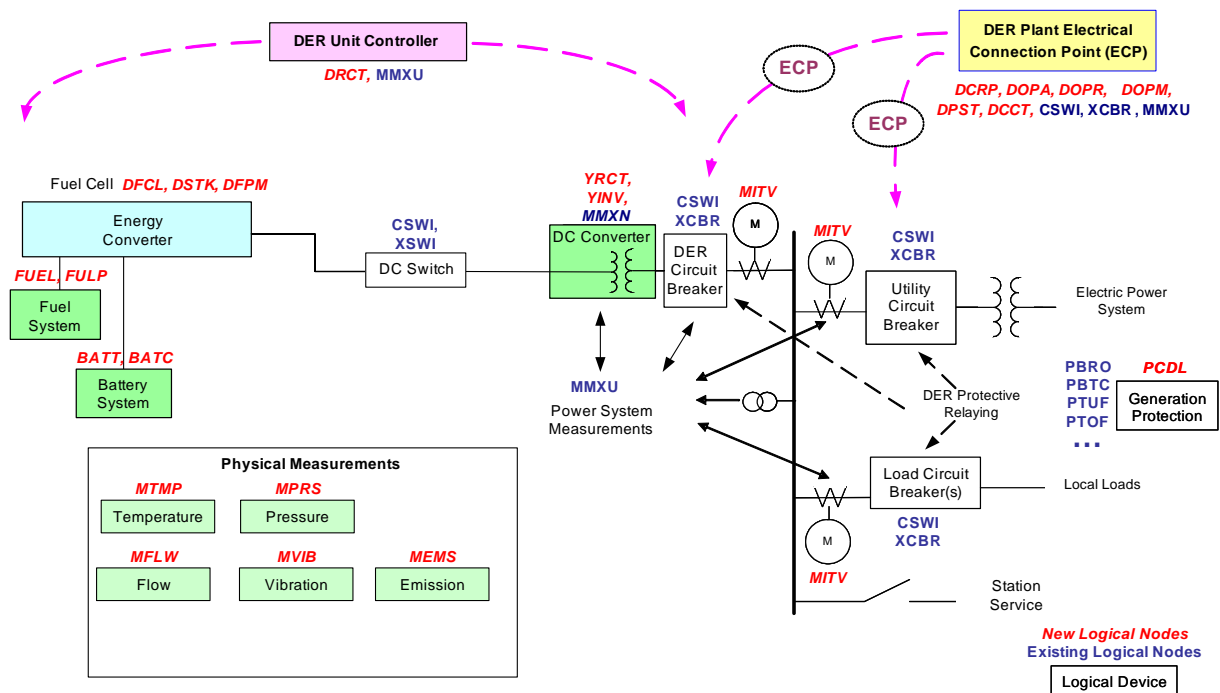 DER Unit Controller
DRCT, MMXU
ECP
ECP
DER Plant Electrical
Connection Point (ECP)
DCRP, DOPA, DOPR, DOPM,
DPST, DCCT, CSWI, XCBR , MMXU
Fuel Cell DFCL, DSTK, DFPM
Energy
Converter
FUEL, FULP
Fuel
System
BATT, BATC
Battery
System
CSWI,
XSWI
DC Switch
YRCT,
YINV,
MMXN
DC Converter
CSWI
XCBR
DER
Circuit
Breaker
MITV
M
MITV
M
CSWI
XCBR
Utility
Circuit
Breaker
Electric Power
System
MMXU
Power System
Measurements
DER Protective
Relaying
PBRO
PBTC
PTUF
PTOF
...
PCDL
Generation
Protection
Load Circuit
Breaker(s)
CSWI
XCBR
Local Loads
M
MITV
Station
Service
Physical Measurements
MTMP
Temperature
MPRS
Pressure
MFLW
Flow
MVIB
Vibration
MEMS
Emission
New Logical Nodes
Existing Logical Nodes
Logical Device